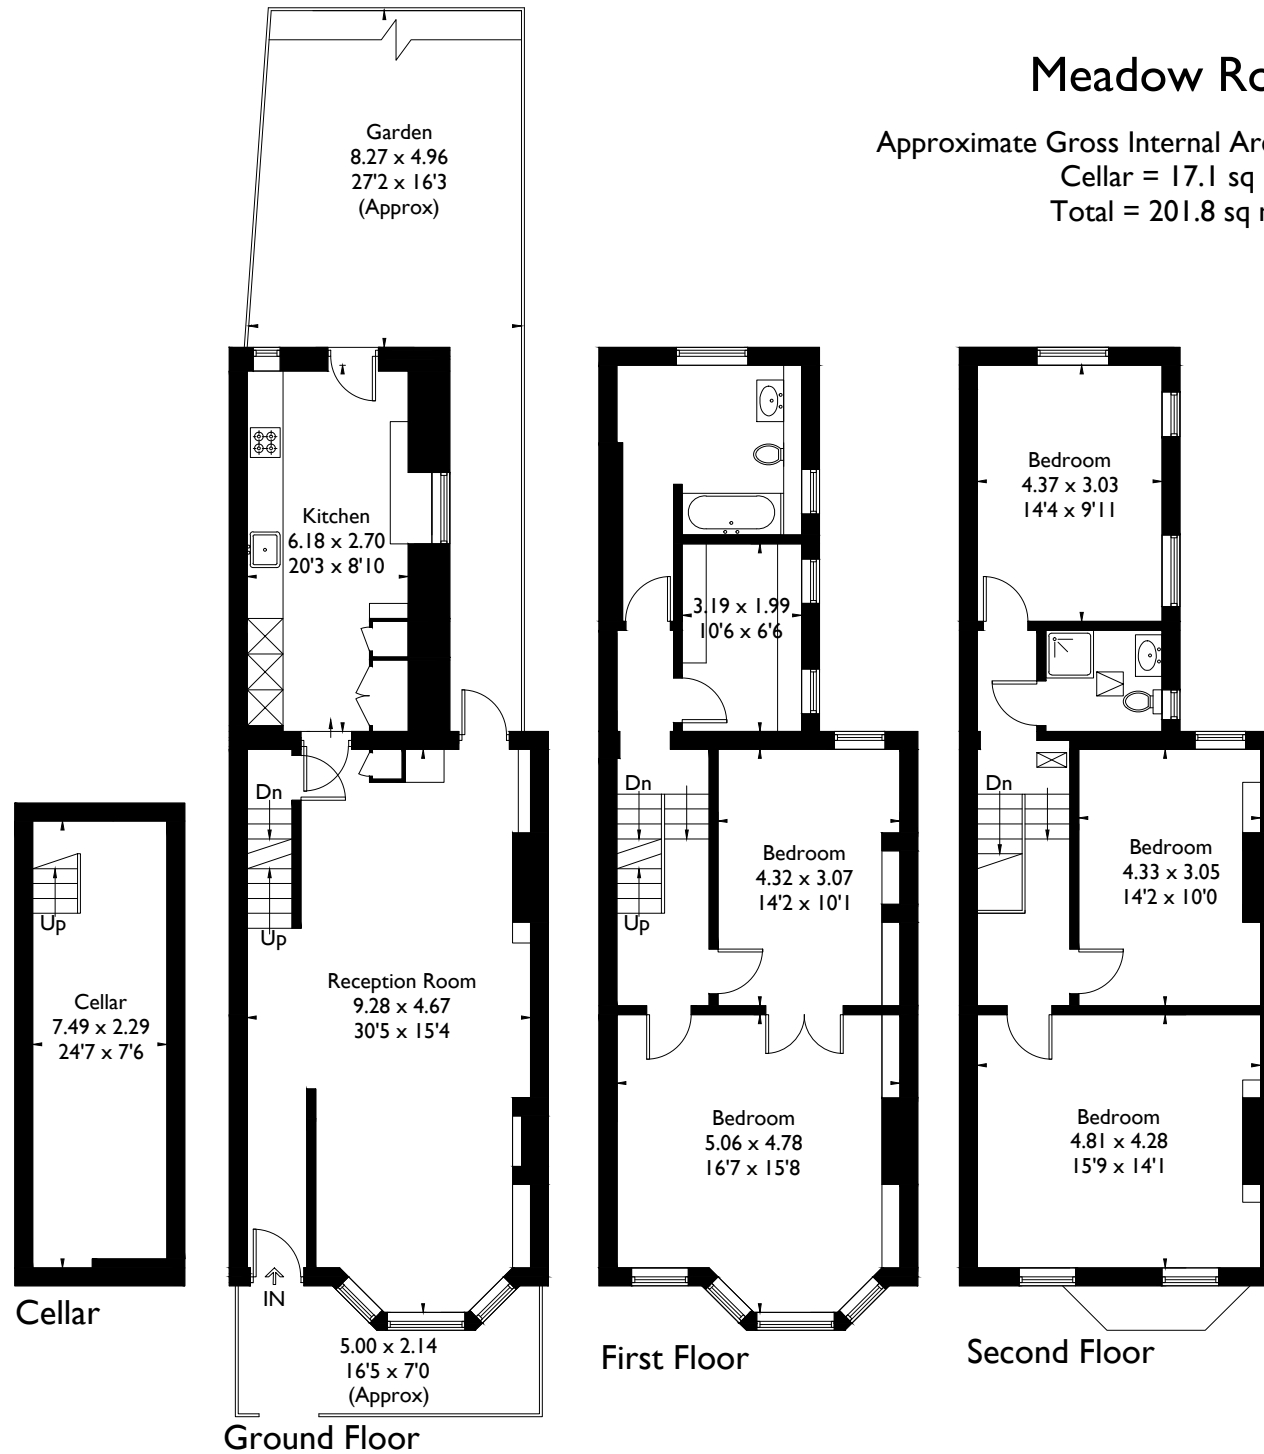 Meadow Ro
Approximate Gross Internal Are
Cellar = 17.1 sq
Total = 201.8 sq
Garden
8.27 x 4.96
27'2 x 16'3
(Approx)
Kitchen
6.18 x 2.70
20'3 x 8'10
Dn
Up
Reception Room
9.28 x 4.67
30'5 x 15'4
IN
5.00 x 2.14
16'5 x 7'0
(Approx)
Ground Floor
Up
Cellar
7.49 x 2.29
24'7 x 7'6
Cellar
3.19 x 1.99
10'6 x 6'6
Dn
Up
Bedroom
4.32 x 3.07
14'2 x 10'1
Bedroom
5.06 x 4.78
16'7 x 15'8
First Floor
Bedroom
4.37 x 3.03
14'4 x 9'11
Dn
Bedroom
4.33 x 3.05
14'2 x 10'0
Bedroom
4.81 x 4.28
15'9 x 14'1
Second Floor